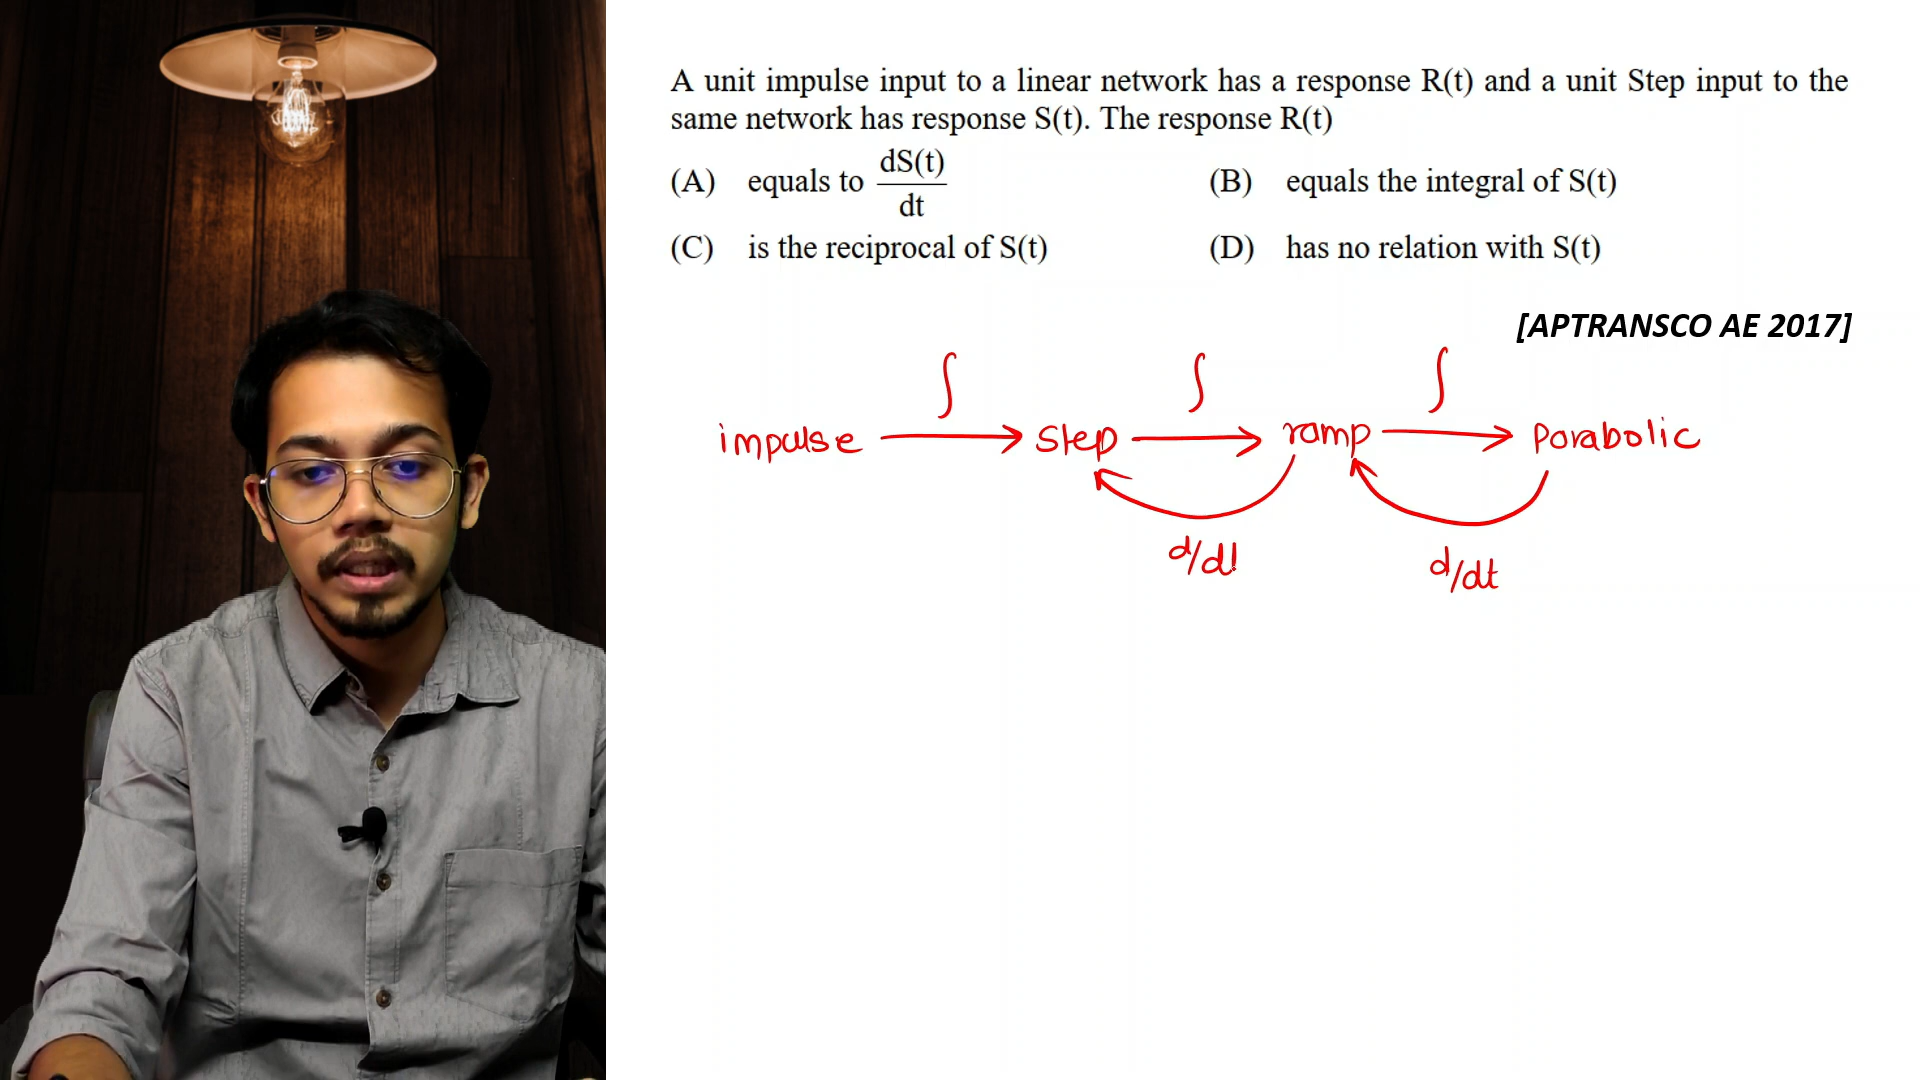 A unit impulse input to a linear network has a response R(t) and a unit Step input to the
same network has response S(t). The response R(t)
(A) equals to dS(t)/dt (B) equals the integral of S(t)
(C) is the reciprocal of S(t) (D) has no relation with S(t)
[APTRANSCO AE 2017]
∫ ∫ ∫
impulse → step → ramp → parabolic
d/dt d/dt